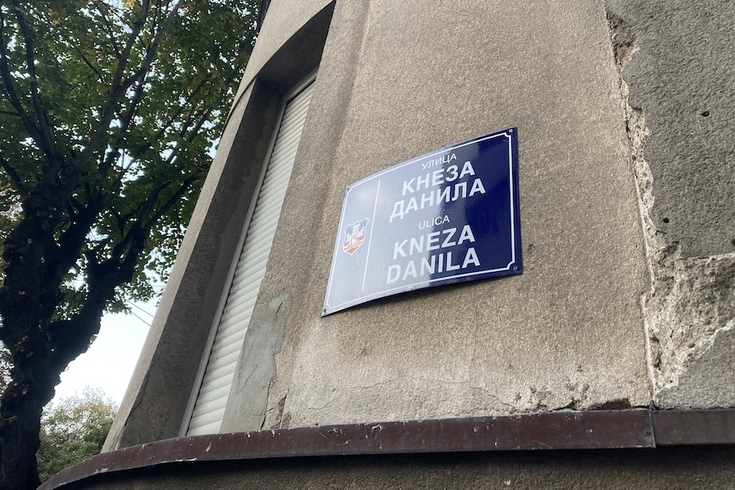 УЛИЦА
КНЕЗА
ДАНИЛА
ULICA
KNEZA
DANILA